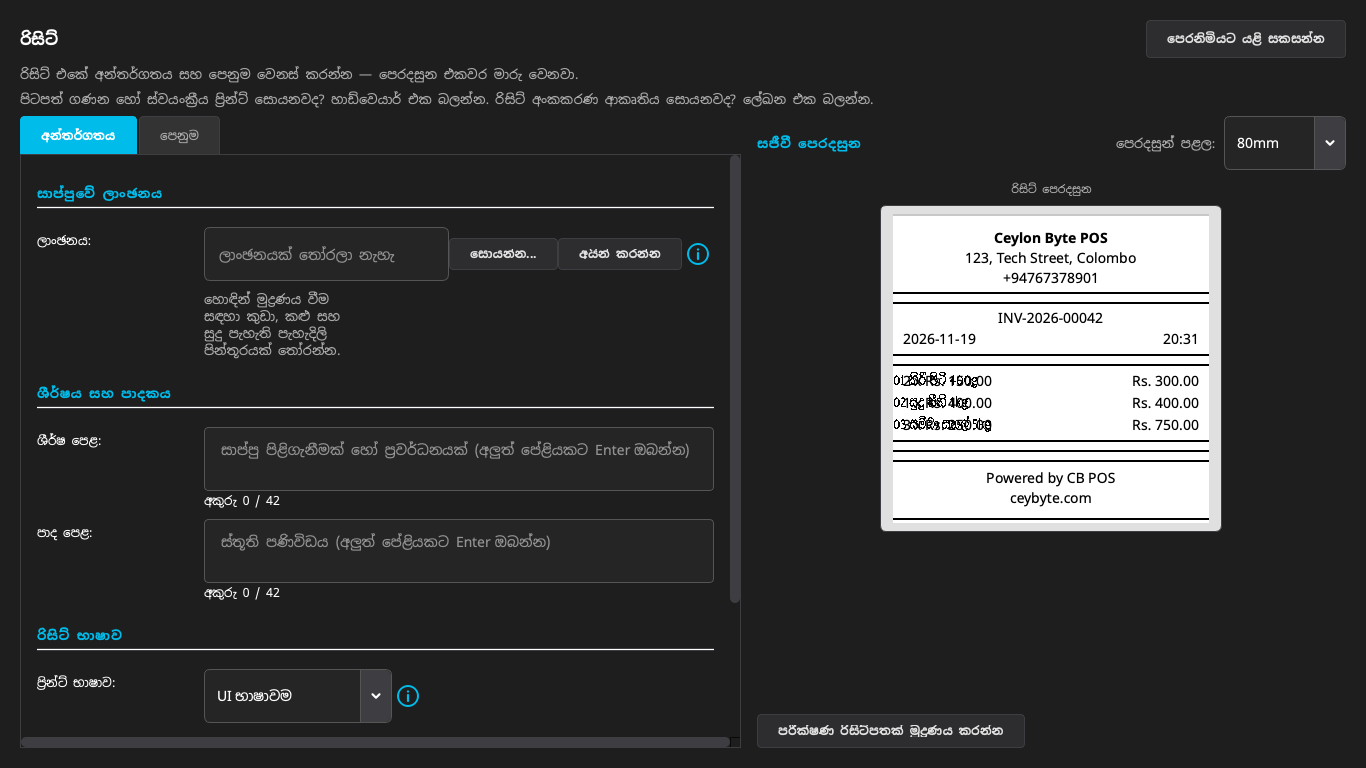 රිසිට්
පෙරනිමියට යළි සකසන්න
රිසිට් එකේ අන්තර්ගතය සහ පෙනුම වෙනස් කරන්න — පෙරදසුන එකවර මාරු වෙනවා.
පිටපත් ගණන හෝ ස්වයංක්‍රීය ප්‍රින්ට් සොයනවද? හාඩ්වෙයාර් එක බලන්න. රිසිට් අංකකරණ ආකෘතිය සොයනවද? ලේඛන එක බලන්න.
අන්තර්ගතය
පෙනුම
සාප්පුවේ ලාංඡනය
ලාංඡනය:
ලාංඡනයක් තෝරලා නැහැ
සොයන්න...
අයින් කරන්න
හොඳින් මුද්‍රණය වීම
සඳහා කුඩා, කළු සහ
සුදු පැහැති පැහැදිලි
පින්තූරයක් තෝරන්න.
ශීර්ෂය සහ පාදකය
ශීර්ෂ පෙළ:
සාප්පු පිළිගැනීමක් හෝ ප්‍රවර්ධනයක් (අලුත් පේළියකට Enter ඔබන්න)
අකුරු 0 / 42
පාද පෙළ:
ස්තූති පණිවිඩය (අලුත් පේළියකට Enter ඔබන්න)
අකුරු 0 / 42
රිසිට් භාෂාව
ප්‍රින්ට් භාෂාව:
UI භාෂාවම
සජීවී පෙරදසුන
පෙරදසුන් පළල:
80mm
රිසිට් පෙරදසුන
Ceylon Byte POS
123, Tech Street, Colombo
+94767378901
INV-2026-00042
2026-11-19 20:31
Rs. 300.00
Rs. 400.00
Rs. 750.00
Powered by CB POS
ceybyte.com
පරීක්ෂණ රිසිට්පතක් මුද්‍රණය කරන්න